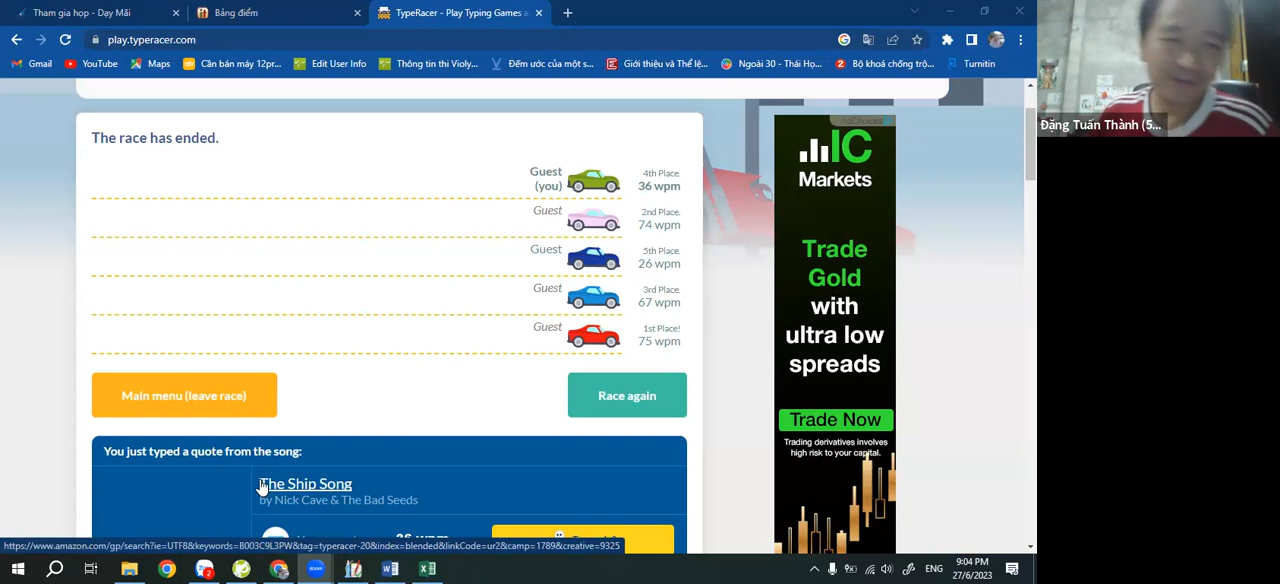 Tham gia họp - Dạy Mãi
Bảng điểm
TypeRacer - Play Typing Games a
play.typeracer.com
Gmail
YouTube
Maps
Căn bán máy 12pr...
Edit User Info
Thông tin thi Violy...
Đếm ước của một s...
Giới thiệu và Thể lệ...
Ngoài 30 - Thái Họ...
Bộ khoá chống trộ...
Turnitin
Đặng Tuấn Thành (5...
The race has ended.
Guest (you)
4th Place.
36 wpm
Guest
2nd Place.
74 wpm
Guest
5th Place.
26 wpm
Guest
3rd Place.
67 wpm
Guest
1st Place!
75 wpm
Main menu (leave race)
Race again
You just typed a quote from the song:
The Ship Song
by Nick Cave & The Bad Seeds
36 wpm
AdChoices
IC
Markets
Trade
Gold
with
ultra low
spreads
Trade Now
Trading derivatives involves
high risk to your capital.
https://www.amazon.com/gp/search?ie=UTF8&keywords=B003C9L3PW&tag=typeracer-20&index=blended&linkCode=ur2&camp=1789&creative=9325
zoom
ENG
9:04 PM
27/6/2023